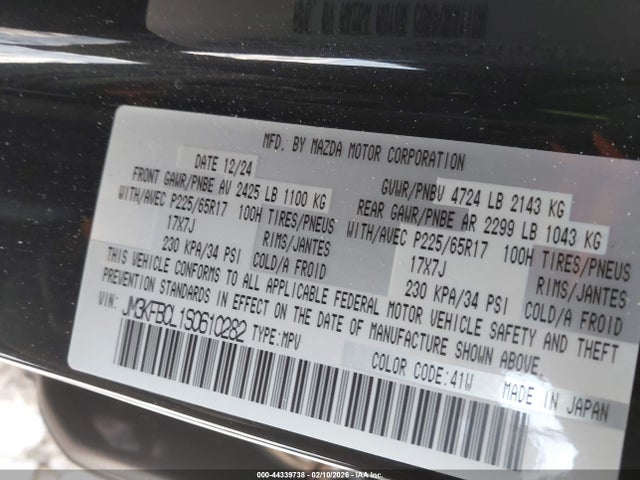 MFD. BY MAZDA MOTOR CORPORATION
DATE 12/24 GVWR/PNBV 4724 LB 2143 KG
FRONT GAWR/PNBE AV 2425 LB 1100 KG REAR GAWR/PNBE AR 2299 LB 1043 KG
WITH/AVEC P225/65R17 100H TIRES/PNEUS WITH/AVEC P225/65R17 100H TIRES/PNEUS
17X7J RIMS/JANTES 17X7J RIMS/JANTES
230 KPA/34 PSI COLD/A FROID 230 KPA/34 PSI COLD/A FROID
THIS VEHICLE CONFORMS TO ALL APPLICABLE FEDERAL MOTOR VEHICLE SAFETY AND THEFT
PREVENTION STANDARDS IN EFFECT ON THE DATE OF MANUFACTURE SHOWN ABOVE.
VIN: JM3KFBCL1S0610282 TYPE:MPV
COLOR CODE:41W MADE IN JAPAN
000-44339738 - 02/10/2026 - IAA Inc.